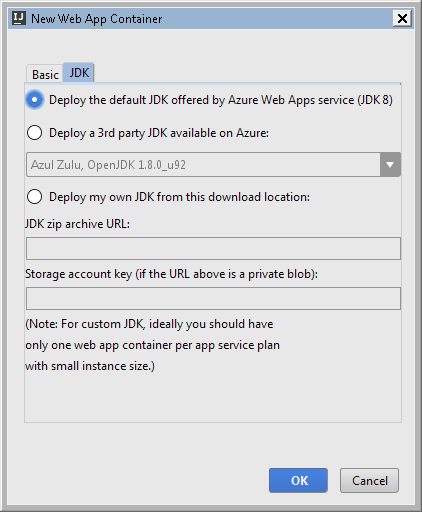 New Web App Container
Basic JDK
Deploy the default JDK offered by Azure Web Apps service (JDK 8)
Deploy a 3rd party JDK available on Azure:
Azul Zulu, OpenJDK 1.8.0_u92
Deploy my own JDK from this download location:
JDK zip archive URL:
Storage account key (if the URL above is a private blob):
(Note: For custom JDK, ideally you should have
only one web app container per app service plan
with small instance size.)
OK Cancel